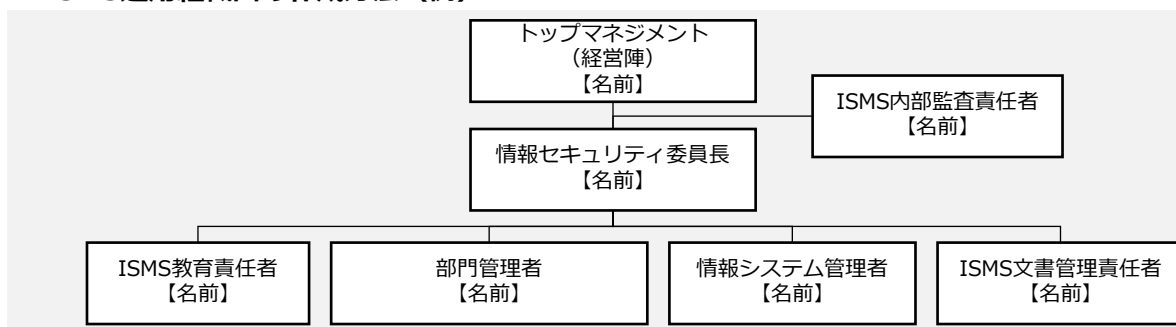 トップマネジメント
（経営陣）
【名前】
ISMS内部監査責任者
【名前】
情報セキュリティ委員長
【名前】
ISMS教育責任者
【名前】
部門管理者
【名前】
情報システム管理者
【名前】
ISMS文書管理責任者
【名前】